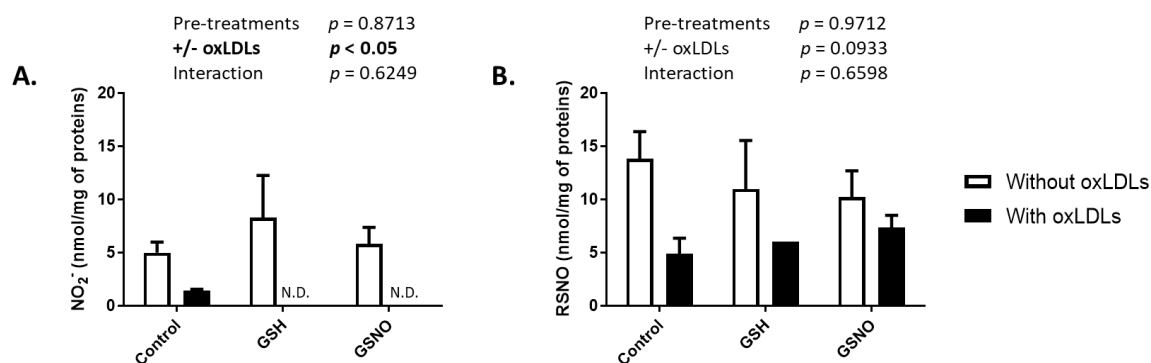 Pre-treatments p = 0.8713
+/- oxLDLs p < 0.05
Interaction p = 0.6249
A.
NO₂⁻ (nmol/mg of proteins)
20
15
10
5
0
N.D.
N.D.
Control
GSH
GSNO
Pre-treatments p = 0.9712
+/- oxLDLs p = 0.0933
Interaction p = 0.6598
B.
RSNO (nmol/mg of proteins)
20
15
10
5
0
Control
GSH
GSNO
Without oxLDLs
With oxLDLs